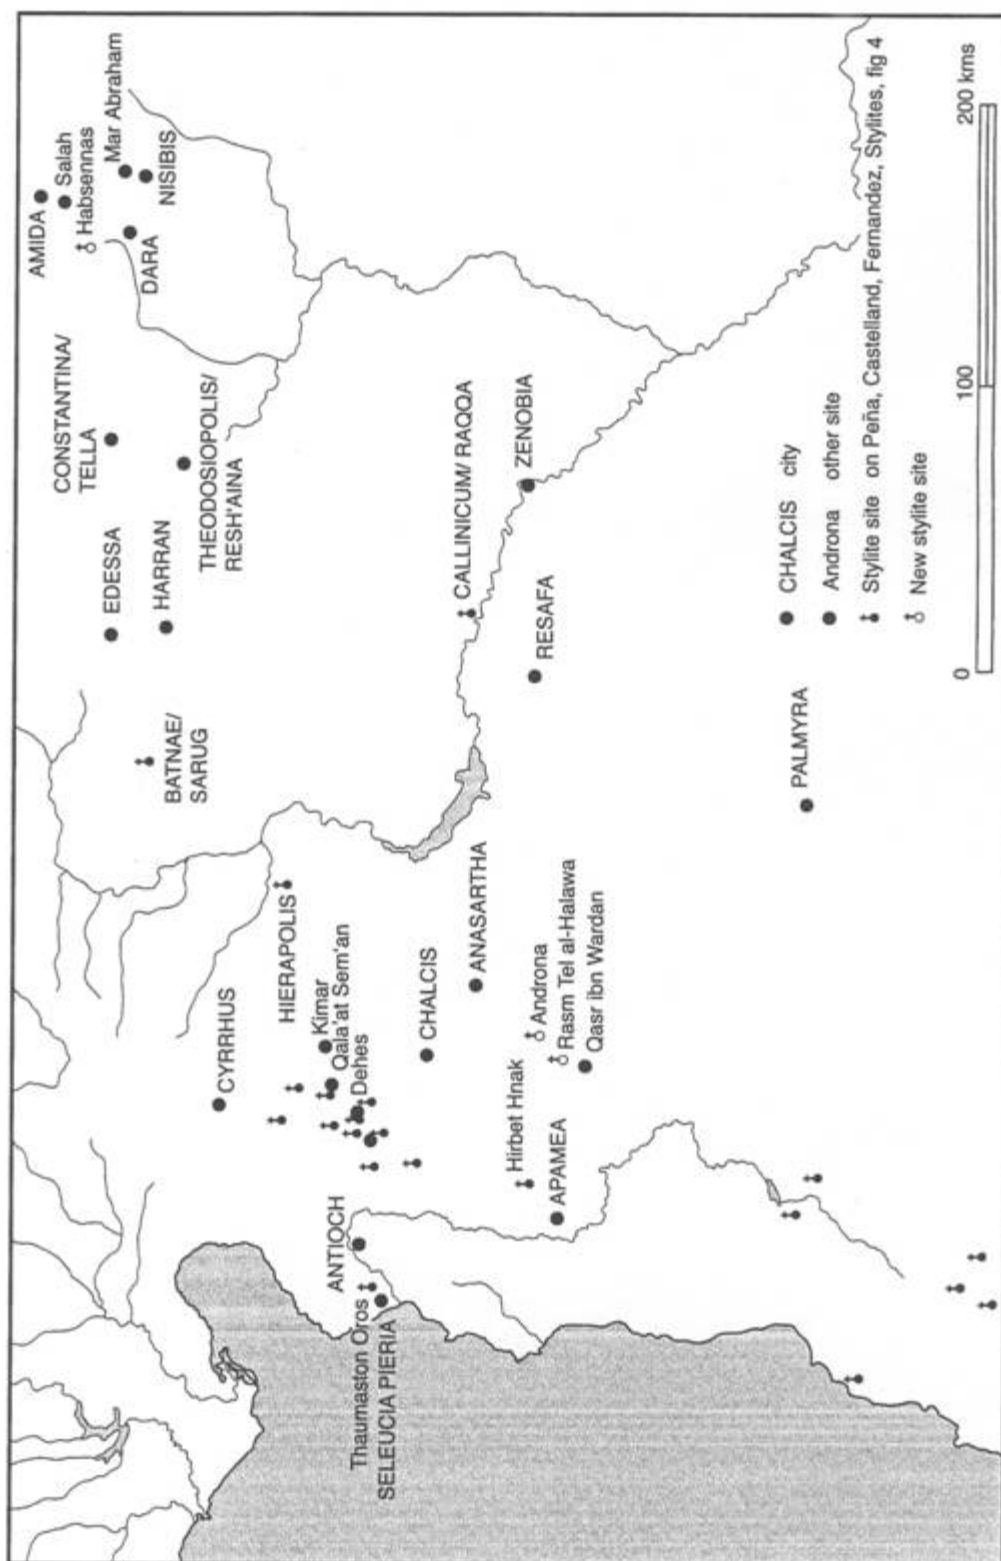 AMIDA
Salah
Habsennas
Mar Abraham
NISIBIS
DARA
CONSTANTINA/
TELLA
THEODOSIOPOLIS/
RESH'AINA
EDESSA
HARRAN
BATNAE/
SARUG
CALLINICUM/ RAQQA
ZENOBIA
RESAFA
CYRRHUS
HIERAPOLIS
Kimar
Qala'at Sem'an
Dehes
CHALCIS
ANASARTHA
Androna
Rasm Tel al-Halawa
Qasr ibn Wardan
Hirbet Hnak
APAMEA
ANTIOCH
Thaumaston Oros
SELEUCIA PIERIA
PALMYRA
CHALCIS city
Androna other site
Stylite site on Peña, Castelland, Fernandez, Stylites, fig 4
New stylite site
0 100 200 kms